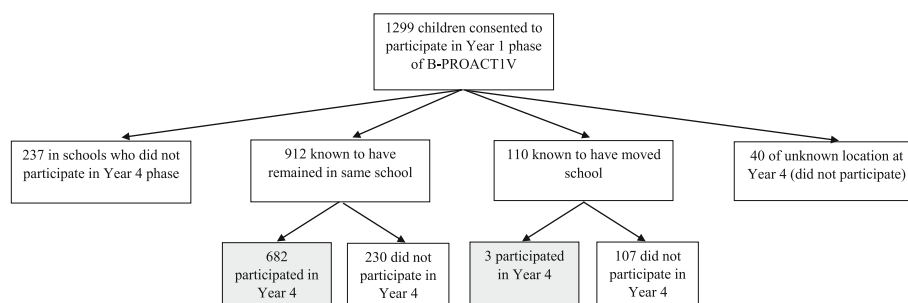 1299 children consented to
participate in Year 1 phase
of B-PROACT1V
237 in schools who did not
participate in Year 4 phase
912 known to have
remained in same school
110 known to have moved
school
40 of unknown location at
Year 4 (did not participate)
682
participated in
Year 4
230 did not
participate in
Year 4
3 participated
in Year 4
107 did not
participate in
Year 4